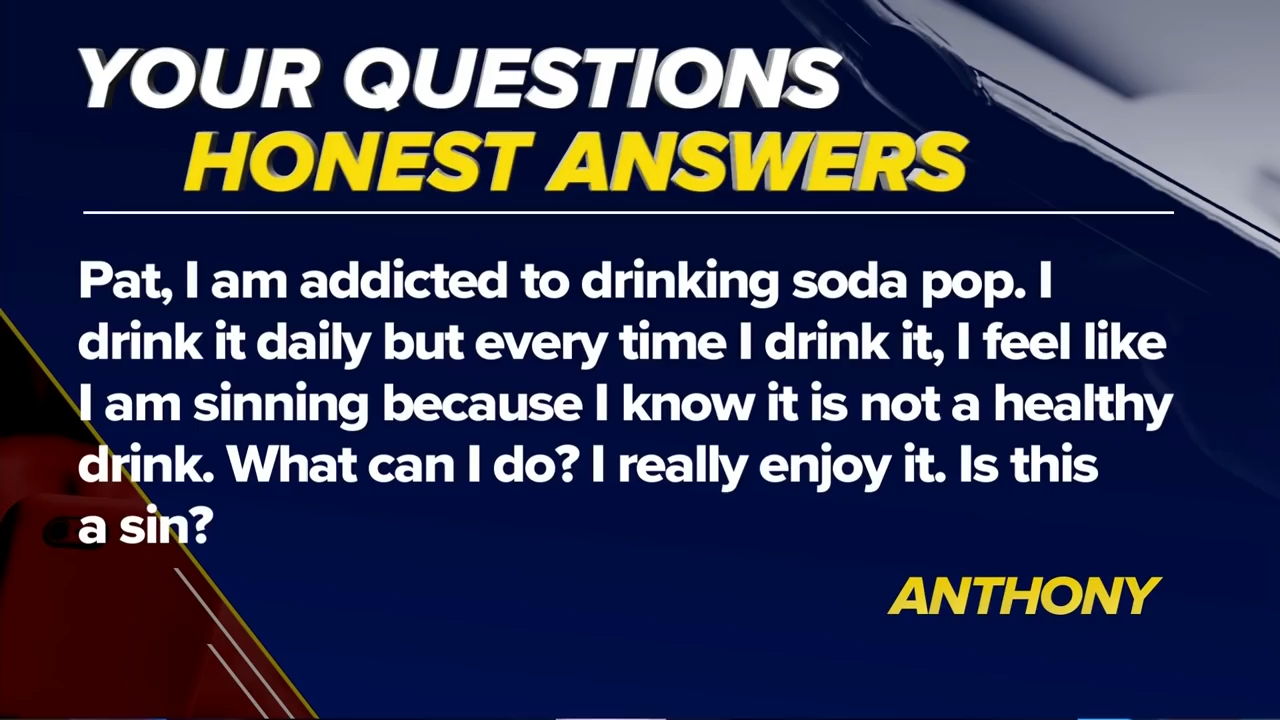 YOUR QUESTIONS
HONEST ANSWERS
Pat, I am addicted to drinking soda pop. I
drink it daily but every time I drink it, I feel like
I am sinning because I know it is not a healthy
drink. What can I do? I really enjoy it. Is this
a sin?
ANTHONY